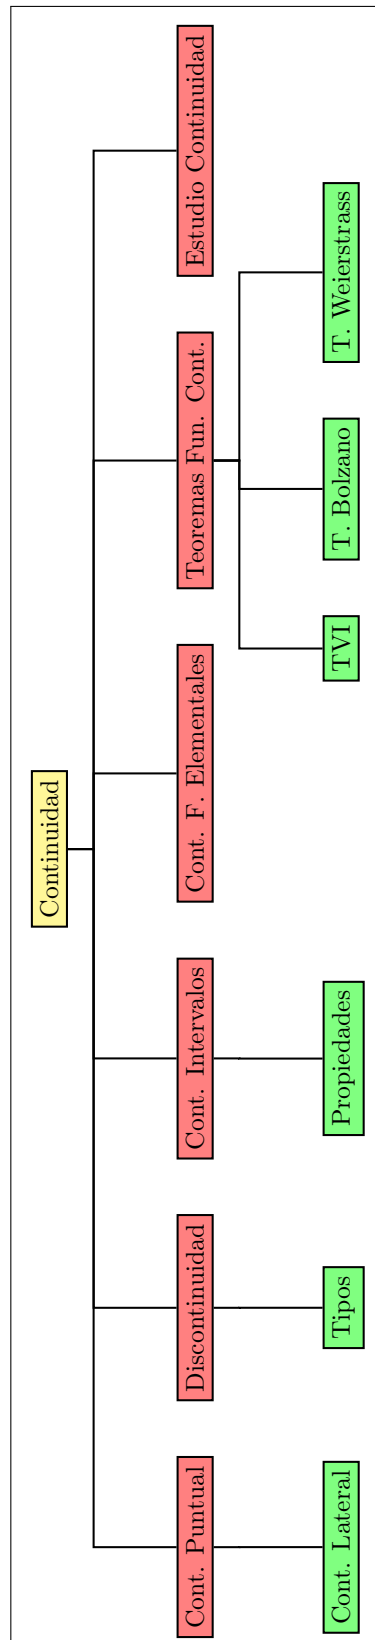 Continuidad
Cont. Puntual
Discontinuidad
Cont. Intervalos
Cont. F. Elementales
Teoremas Fun. Cont.
Estudio Continuidad
Cont. Lateral
Tipos
Propiedades
TVI
T. Bolzano
T. Weierstrass